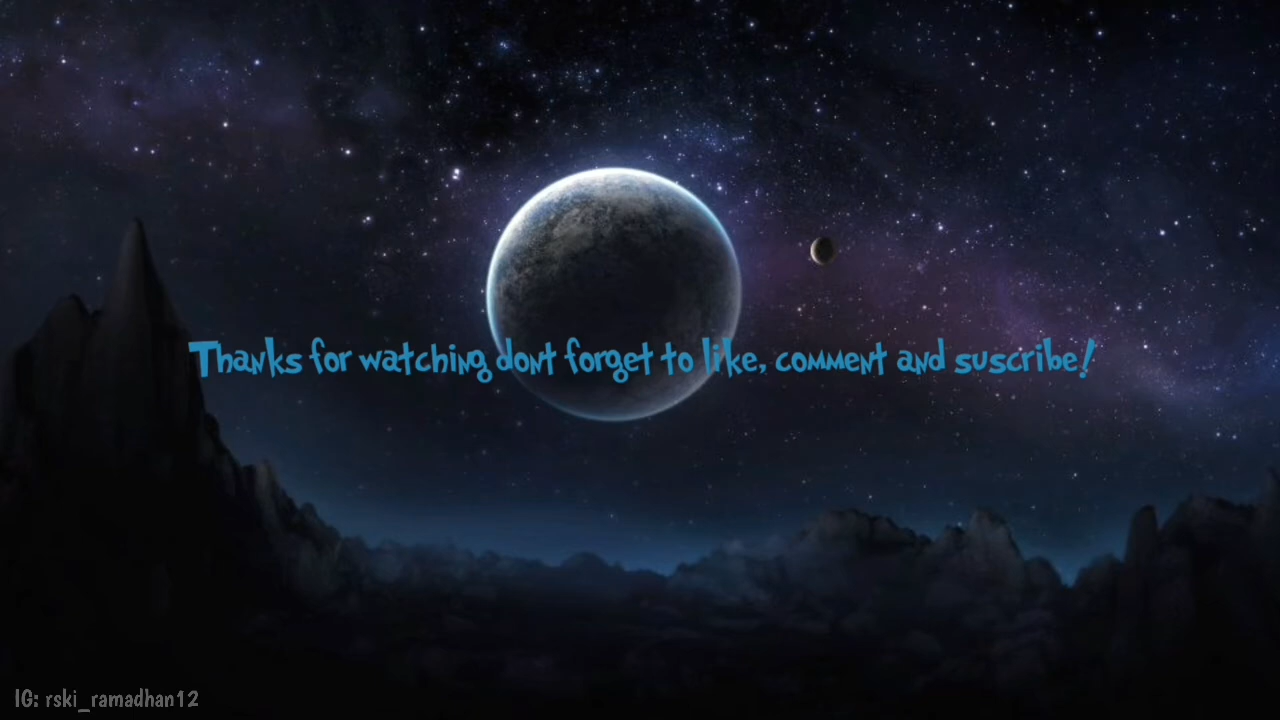 Thanks for watching dont forget to like, comment and suscribe!
IG: rski_ramadhan12